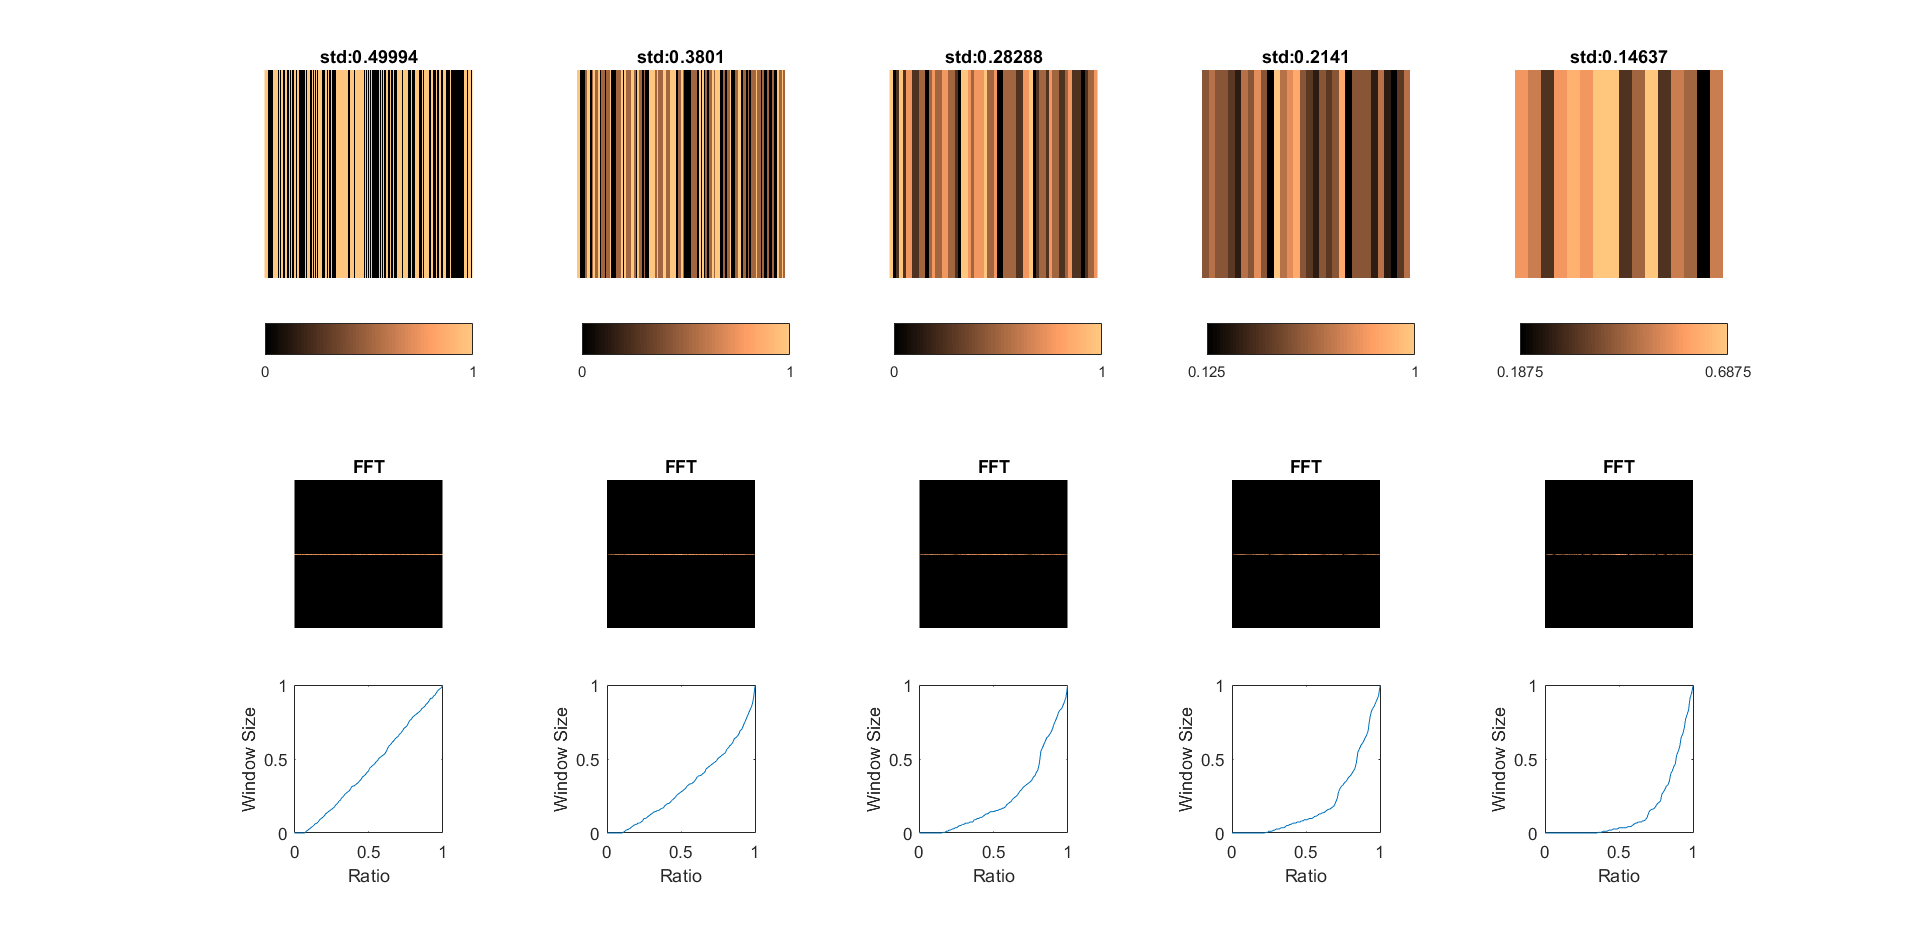 std:0.49994 std:0.3801 std:0.28288 std:0.2141 std:0.14637
0 1 0 1 0 1 0.125 1 0.1875 0.6875
FFT FFT FFT FFT FFT
1 1 1 1 1
0.5 0.5 0.5 0.5 0.5
0 0 0 0 0
Window Size Window Size Window Size Window Size Window Size
0 0.5 1 0 0.5 1 0 0.5 1 0 0.5 1 0 0.5 1
Ratio Ratio Ratio Ratio Ratio